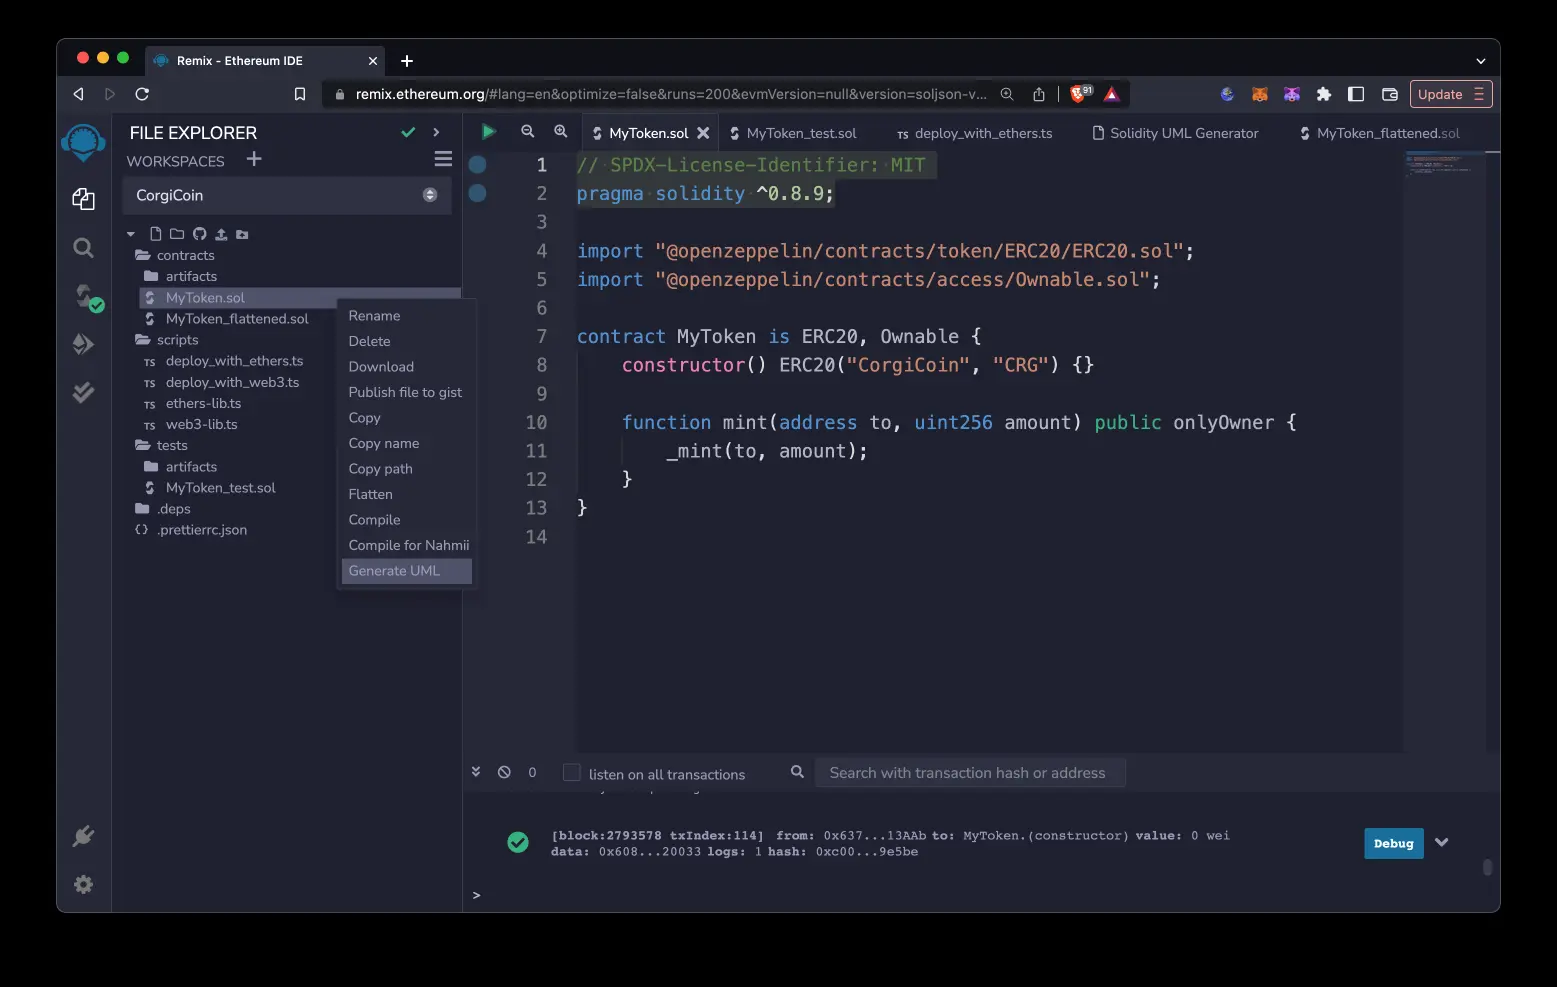 Remix - Ethereum IDE
remix.ethereum.org/#lang=en&optimize=false&runs=200&evmVersion=null&version=soljson-v...
91
Update
FILE EXPLORER
WORKSPACES
CorgiCoin
contracts
artifacts
MyToken.sol
MyToken_flattened.sol
scripts
TS deploy_with_ethers.ts
TS deploy_with_web3.ts
TS ethers-lib.ts
TS web3-lib.ts
tests
artifacts
MyToken_test.sol
.deps
{} .prettierrc.json
Rename
Delete
Download
Publish file to gist
Copy
Copy name
Copy path
Flatten
Compile
Compile for Nahmii
Generate UML
MyToken.sol
MyToken_test.sol
TS deploy_with_ethers.ts
Solidity UML Generator
MyToken_flattened.sol
1 // SPDX-License-Identifier: MIT
2 pragma solidity ^0.8.9;
3
4 import "@openzeppelin/contracts/token/ERC20/ERC20.sol";
5 import "@openzeppelin/contracts/access/Ownable.sol";
6
7 contract MyToken is ERC20, Ownable {
8 constructor() ERC20("CorgiCoin", "CRG") {}
9
10 function mint(address to, uint256 amount) public onlyOwner {
11 _mint(to, amount);
12 }
13 }
14
0 listen on all transactions
Search with transaction hash or address
[block:2793578 txIndex:114] from: 0x637...13AAb to: MyToken.(constructor) value: 0 wei
data: 0x608...20033 logs: 1 hash: 0xc00...9e5be
Debug
>